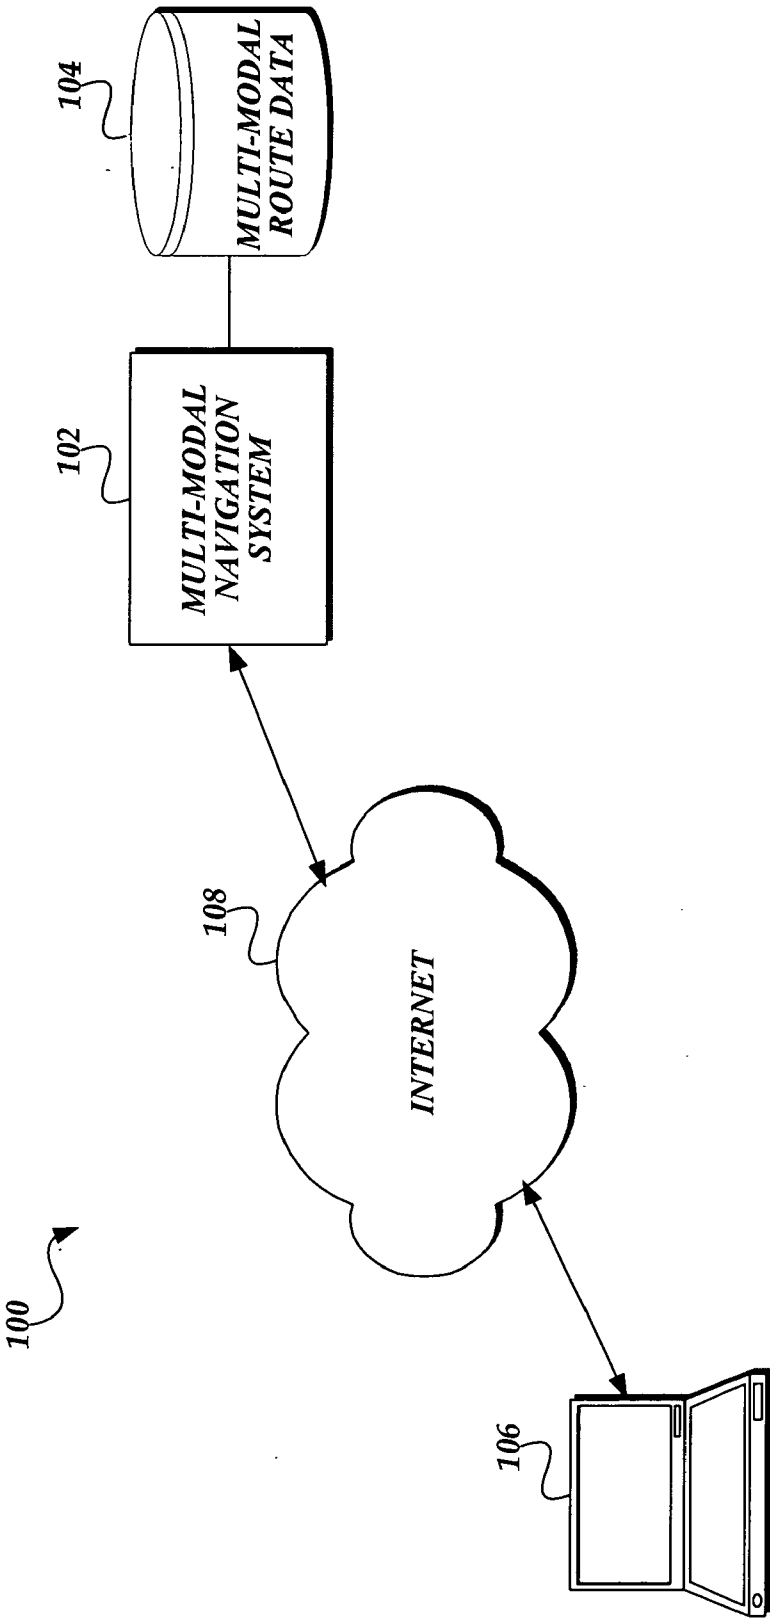 100
106
108
INTERNET
102
MULTI-MODAL
NAVIGATION
SYSTEM
104
MULTI-MODAL
ROUTE DATA